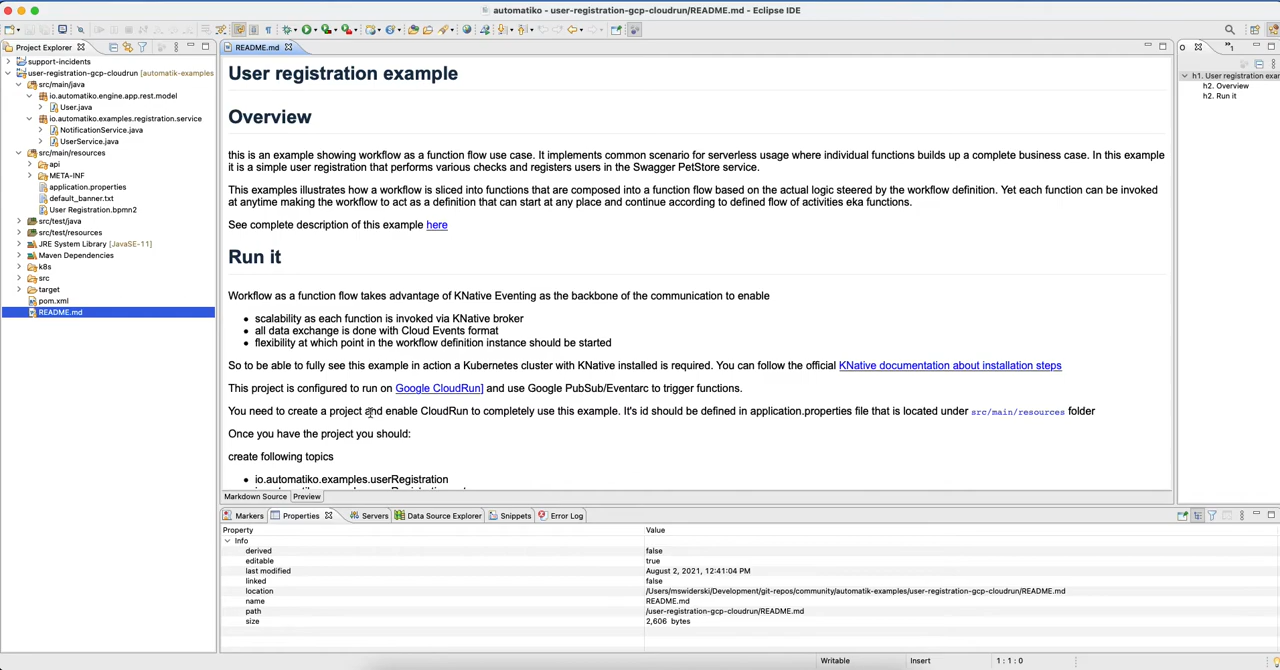 automatiko - user-registration-gcp-cloudrun/README.md - Eclipse IDE
Project Explorer
support-incidents
user-registration-gcp-cloudrun [automatik-examples
src/main/java
io.automatiko.engine.app.rest.model
User.java
io.automatiko.examples.registration.service
NotificationService.java
UserService.java
src/main/resources
api
META-INF
application.properties
default_banner.txt
User Registration.bpmn2
src/test/java
src/test/resources
JRE System Library [JavaSE-11]
Maven Dependencies
k8s
src
target
pom.xml
README.md
README.md
User registration example
Overview
this is an example showing workflow as a function flow use case. It implements common scenario for serverless usage where individual functions builds up a complete business case. In this example
it is a simple user registration that performs various checks and registers users in the Swagger PetStore service.
This examples illustrates how a workflow is sliced into functions that are composed into a function flow based on the actual logic steered by the workflow definition. Yet each function can be invoked
at anytime making the workflow to act as a definition that can start at any place and continue according to defined flow of activities eka functions.
See complete description of this example here
Run it
Workflow as a function flow takes advantage of KNative Eventing as the backbone of the communication to enable
• scalability as each function is invoked via KNative broker
• all data exchange is done with Cloud Events format
• flexibility at which point in the workflow definition instance should be started
So to be able to fully see this example in action a Kubernetes cluster with KNative installed is required. You can follow the official KNative documentation about installation steps
This project is configured to run on Google CloudRun] and use Google PubSub/Eventarc to trigger functions.
You need to create a project and enable CloudRun to completely use this example. It's id should be defined in application.properties file that is located under src/main/resources folder
Once you have the project you should:
create following topics
• io.automatiko.examples.userRegistration
Markdown Source Preview
O
h1. User registration exar
h2. Overview
h2. Run it
Markers Properties Servers Data Source Explorer Snippets Error Log
Property Value
Info
derived false
editable true
last modified August 2, 2021, 12:41:04 PM
linked false
location /Users/mswiderski/Development/git-repos/community/automatik-examples/user-registration-gcp-cloudrun/README.md
name README.md
path /user-registration-gcp-cloudrun/README.md
size 2,606 bytes
Writable Insert 1 : 1 : 0